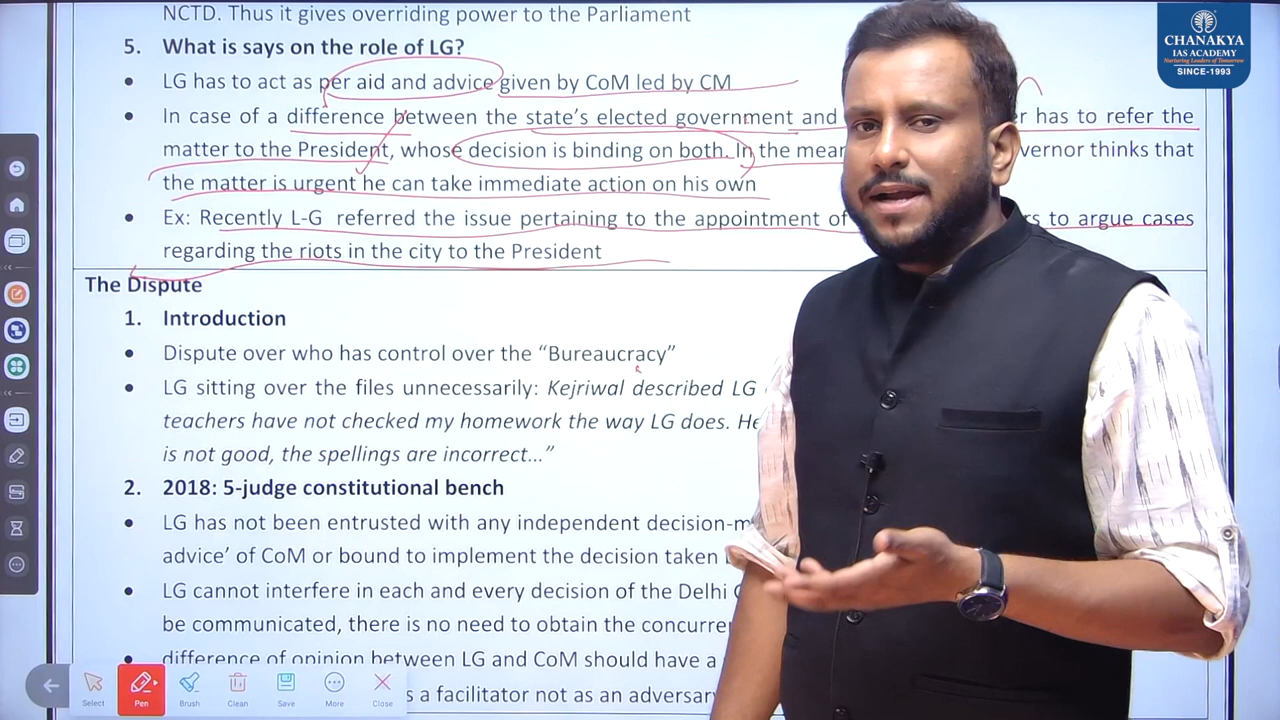 NCTD. Thus it gives overriding power to the Parliament
5. What is says on the role of LG?
• LG has to act as per aid and advice given by CoM led by CM
• In case of a difference between the state's elected government and has to refer the
matter to the President, whose decision is binding on both. In the thinks that
the matter is urgent he can take immediate action on his own
• Ex: Recently L-G referred the issue pertaining to the appointment of to argue cases
regarding the riots in the city to the President
The Dispute
1. Introduction
• Dispute over who has control over the “Bureaucracy”
• LG sitting over the files unnecessarily: Kejriwal described LG
teachers have not checked my homework the way LG does. He
is not good, the spellings are incorrect...”
2. 2018: 5-judge constitutional bench
• LG has not been entrusted with any independent
advice’ of CoM or bound to implement the decision taken
• LG cannot interfere in each and every decision of the Delhi
be communicated, there is no need to obtain the
• difference of opinion between LG and CoM should have a
s a facilitator not as an
CHANAKYA
IAS ACADEMY
Nurturing Leaders of Tomorrow
SINCE-1993
Select
Pen
Brush
Clean
Save
More
Close